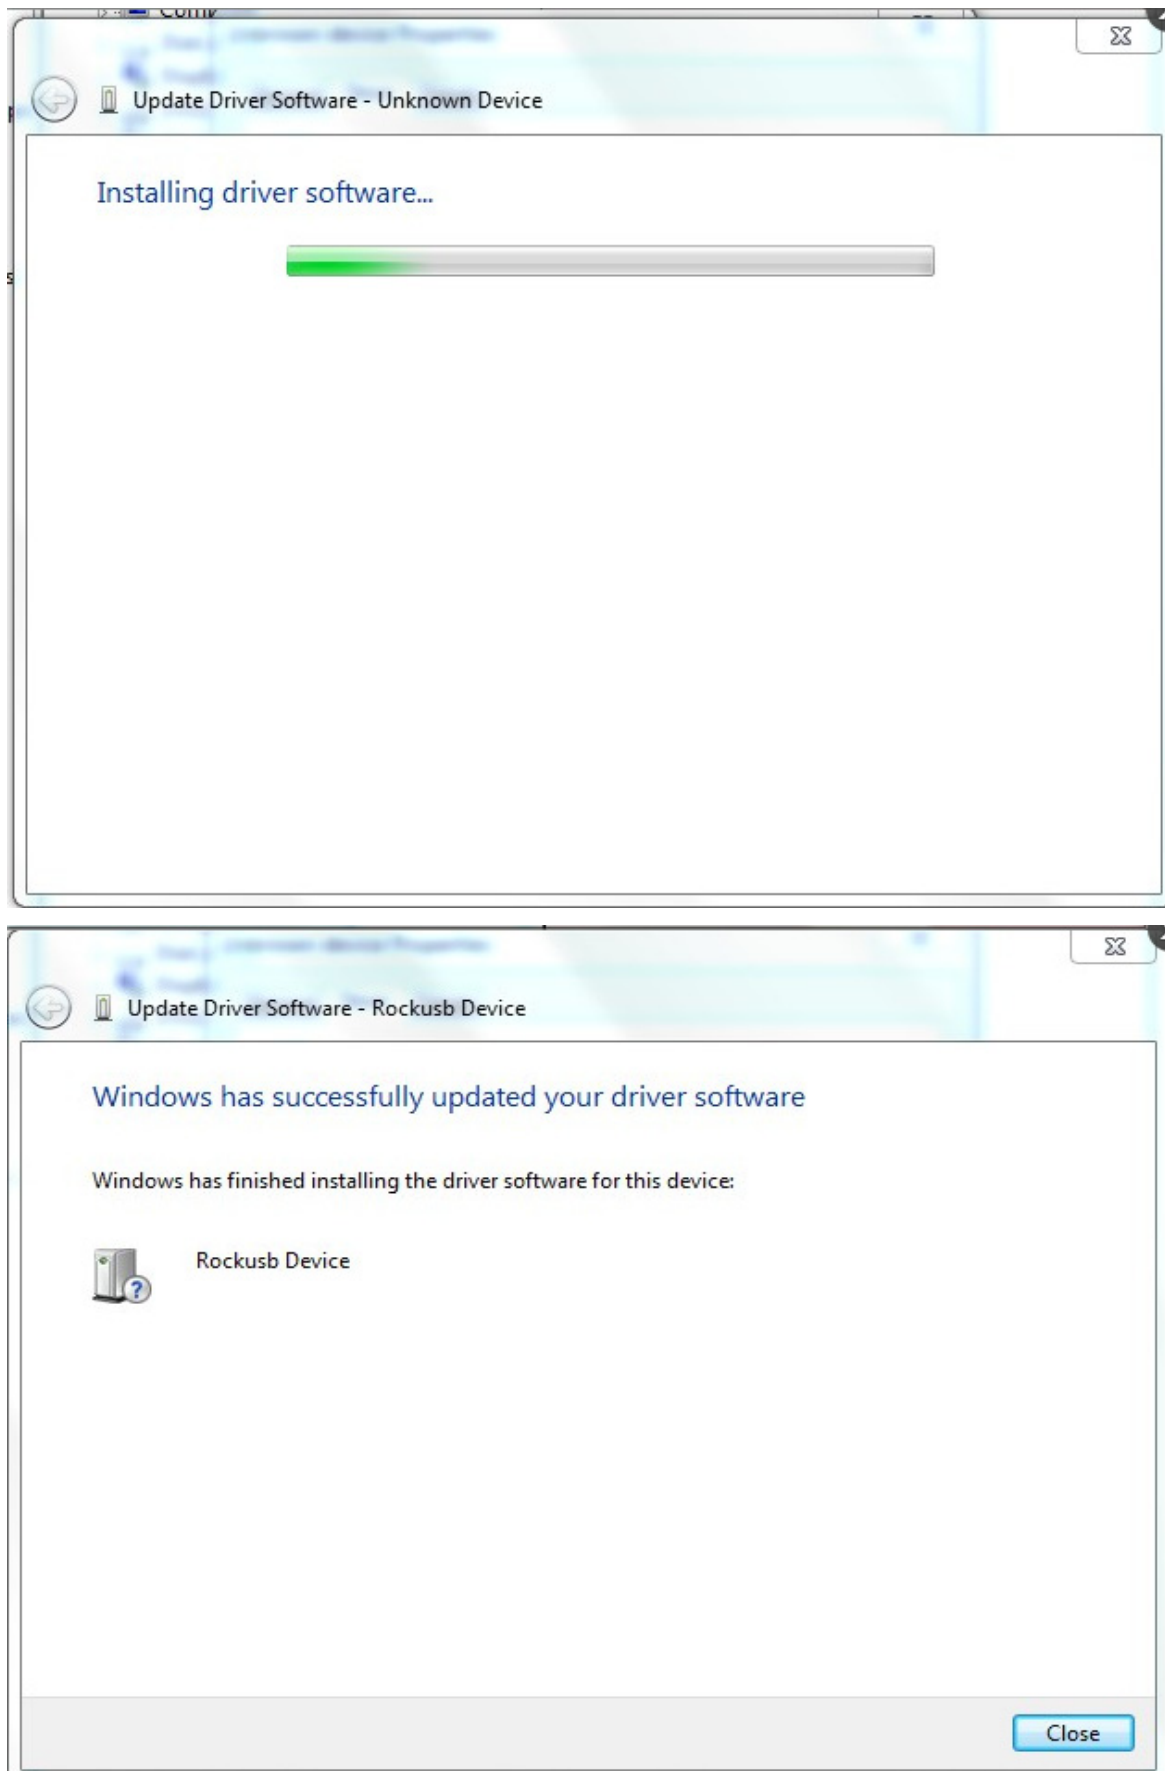 Update Driver Software - Unknown Device
Installing driver software...
Update Driver Software - Rockusb Device
Windows has successfully updated your driver software
Windows has finished installing the driver software for this device:
Rockusb Device
Close